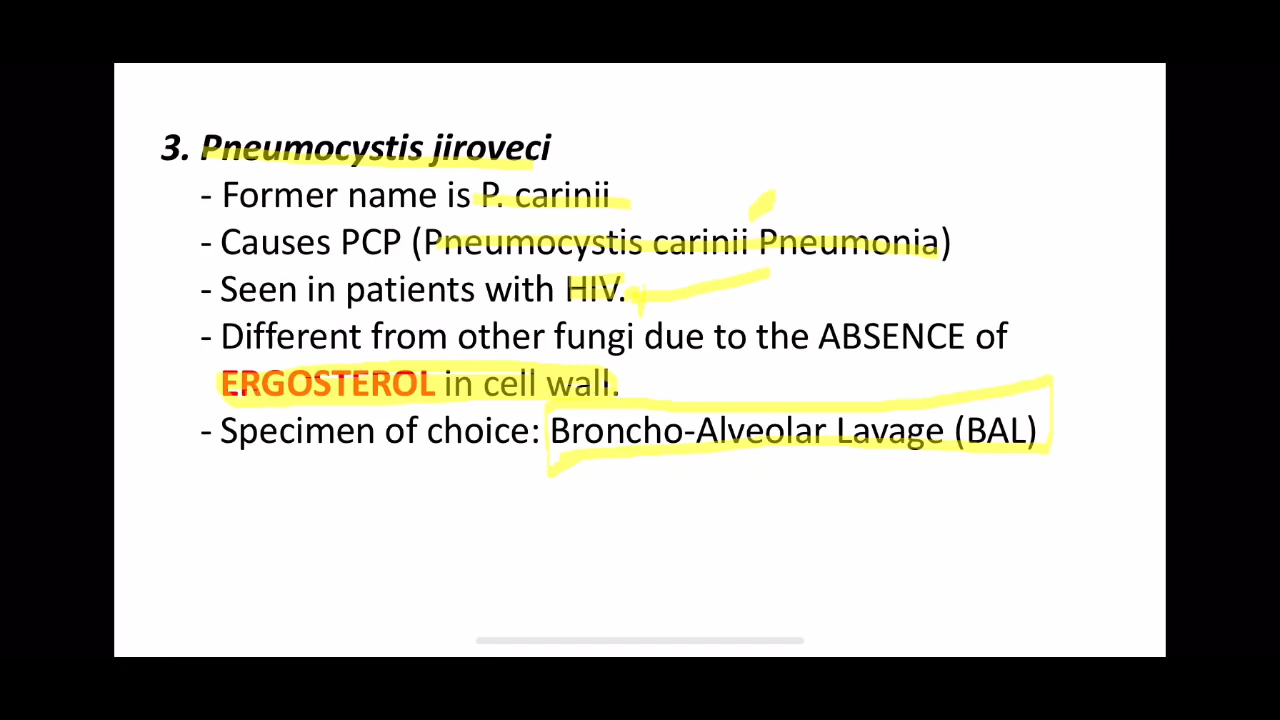 3. Pneumocystis jiroveci
- Former name is P. carinii
- Causes PCP (Pneumocystis carinii Pneumonia)
- Seen in patients with HIV.
- Different from other fungi due to the ABSENCE of
ERGOSTEROL in cell wall.
- Specimen of choice: Broncho-Alveolar Lavage (BAL)